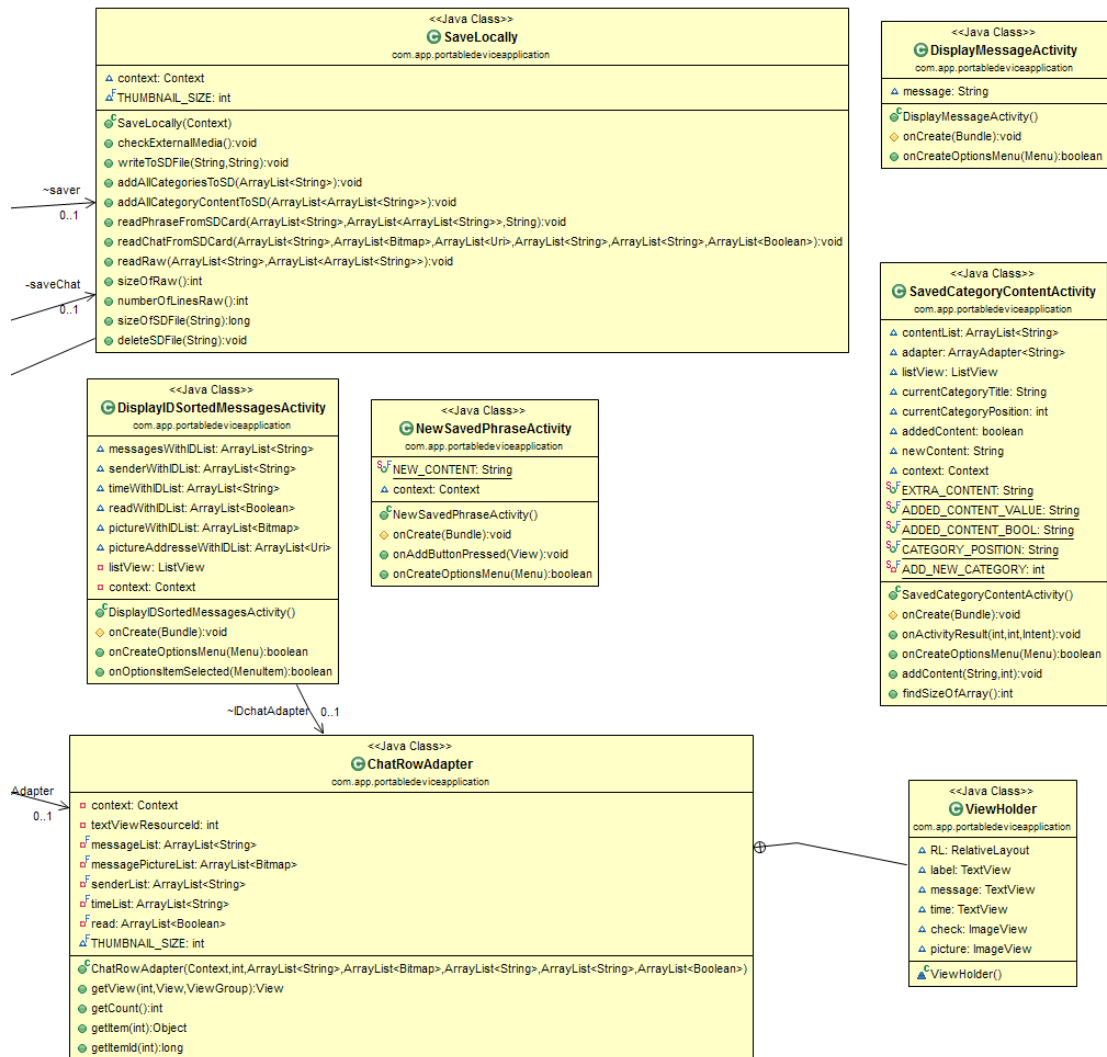 <<Java Class>>
SaveLocally
com.app.portabledeviceapplication
context: Context
THUMBNAIL_SIZE: int
SaveLocally(Context)
checkExternalMedia():void
writeToSDFile(String,String):void
addAllCategoriesToSD(ArrayList<String>):void
addAllCategoryContentToSD(ArrayList<ArrayList<String>>):void
readPhraseFromSDCard(ArrayList<String>,ArrayList<ArrayList<String>>,String):void
readChatFromSDCard(ArrayList<String>,ArrayList<Bitmap>,ArrayList<Uri>,ArrayList<String>,ArrayList<String>,ArrayList<Boolean>):void
readRaw(ArrayList<String>,ArrayList<ArrayList<String>>):void
sizeOfRaw():int
numberOfLinesRaw():int
sizeOfSDFile(String):long
deleteSDFile(String):void
~saver
0..1
-saveChat
0..1
<<Java Class>>
DisplayMessageActivity
com.app.portabledeviceapplication
message: String
DisplayMessageActivity()
onCreate(Bundle):void
onCreateOptionsMenu(Menu):boolean
<<Java Class>>
SavedCategoryContentActivity
com.app.portabledeviceapplication
contentList: ArrayList<String>
adapter: ArrayAdapter<String>
listView: ListView
currentCategoryTitle: String
currentCategoryPosition: int
addedContent: boolean
newContent: String
context: Context
EXTRA_CONTENT: String
ADDED_CONTENT_VALUE: String
ADDED_CONTENT_BOOL: String
CATEGORY_POSITION: String
ADD_NEW_CATEGORY: int
SavedCategoryContentActivity()
onCreate(Bundle):void
onActivityResult(int,int,Intent):void
onCreateOptionsMenu(Menu):boolean
addContent(String,int):void
findSizeOfArray():int
<<Java Class>>
DisplayIDSortedMessagesActivity
com.app.portabledeviceapplication
messagesWithIDList: ArrayList<String>
senderWithIDList: ArrayList<String>
timeWithIDList: ArrayList<String>
readWithIDList: ArrayList<Boolean>
pictureWithIDList: ArrayList<Bitmap>
pictureAddresseWithIDList: ArrayList<Uri>
listView: ListView
context: Context
DisplayIDSortedMessagesActivity()
onCreate(Bundle):void
onCreateOptionsMenu(Menu):boolean
onOptionsItemSelected(MenuItem):boolean
<<Java Class>>
NewSavedPhraseActivity
com.app.portabledeviceapplication
NEW_CONTENT: String
context: Context
NewSavedPhraseActivity()
onCreate(Bundle):void
onAddButtonPressed(View):void
onCreateOptionsMenu(Menu):boolean
~IDchatAdapter 0..1
Adapter
0..1
<<Java Class>>
ChatRowAdapter
com.app.portabledeviceapplication
context: Context
textViewResourceId: int
messageList: ArrayList<String>
messagePictureList: ArrayList<Bitmap>
senderList: ArrayList<String>
timeList: ArrayList<String>
read: ArrayList<Boolean>
THUMBNAIL_SIZE: int
ChatRowAdapter(Context,int,ArrayList<String>,ArrayList<Bitmap>,ArrayList<String>,ArrayList<String>,ArrayList<Boolean>)
getView(int,View,ViewGroup):View
getCount():int
getItem(int):Object
getItemId(int):long
<<Java Class>>
ViewHolder
com.app.portabledeviceapplication
RL: RelativeLayout
label: TextView
message: TextView
time: TextView
check: ImageView
picture: ImageView
ViewHolder()